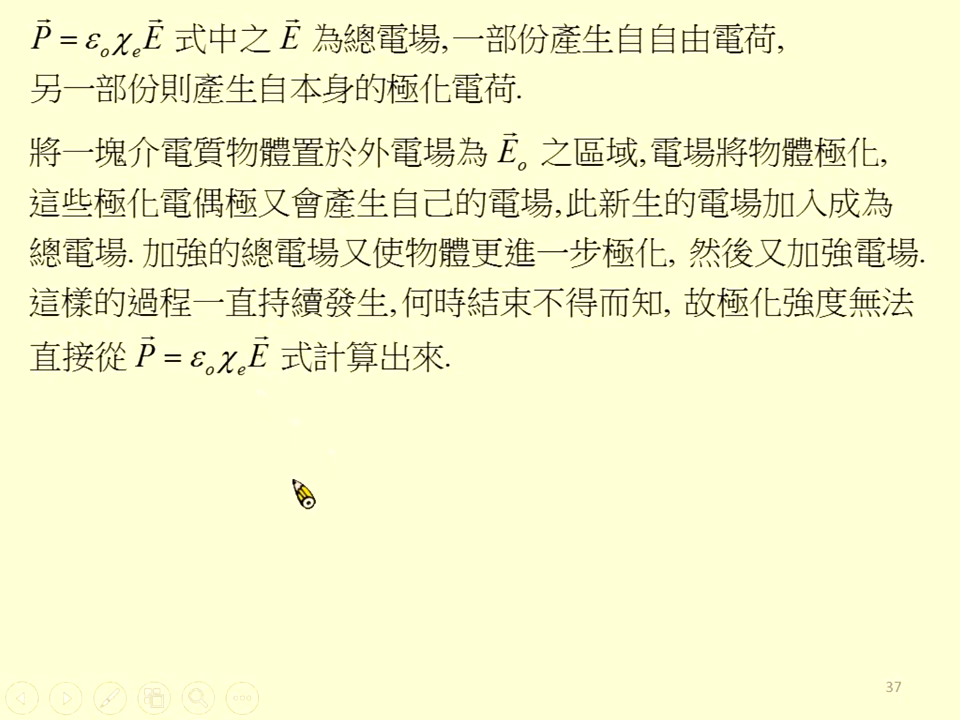 P⃗ = εₒχₑE⃗ 式中之 E⃗ 為總電場, 一部份產生自自由電荷,
另一部份則產生自本身的極化電荷.
將一塊介電質物體置於外電場為 E⃗ₒ 之區域, 電場將物體極化,
這些極化電偶極又會產生自己的電場, 此新生的電場加入成為
總電場. 加強的總電場又使物體更進一步極化, 然後又加強電場.
這樣的過程一直持續發生, 何時結束不得而知, 故極化強度無法
直接從 P⃗ = εₒχₑE⃗ 式計算出來.
37